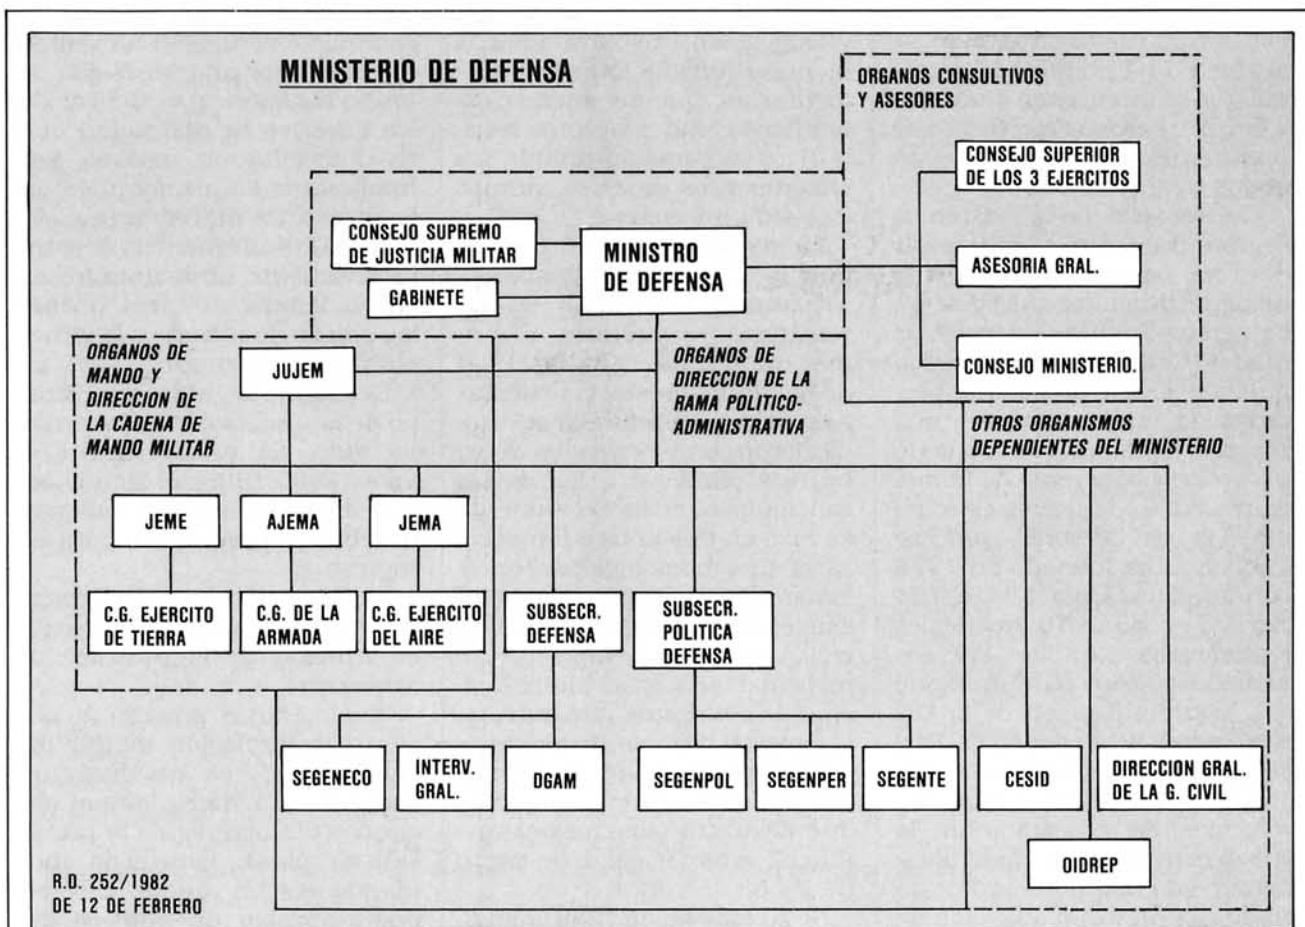 MINISTERIO DE DEFENSA
ORGANOS CONSULTIVOS
Y ASESORES
CONSEJO SUPERIOR
DE LOS 3 EJERCITOS
CONSEJO SUPREMO
DE JUSTICIA MILITAR
MINISTRO
DE DEFENSA
ASESORIA GRAL.
GABINETE
CONSEJO MINISTERIO.
ORGANOS DE
MANDO Y
DIRECCION DE
LA CADENA DE
MANDO MILITAR
JUJEM
ORGANOS DE
DIRECCION DE LA
RAMA POLITICO-
ADMINISTRATIVA
OTROS ORGANISMOS
DEPENDIENTES DEL MINISTERIO
JEME
AJEMA
JEMA
C.G. EJERCITO
DE TIERRA
C.G. DE LA
ARMADA
C.G. EJERCITO
DEL AIRE
SUBSECR.
DEFENSA
SUBSECR.
POLITICA
DEFENSA
SEGENECO
INTERV.
GRAL.
DGAM
SEGENPOL
SEGENPER
SEGENTE
CESID
DIRECCION GRAL.
DE LA G. CIVIL
OIDREP
R.D. 252/1982
DE 12 DE FEBRERO